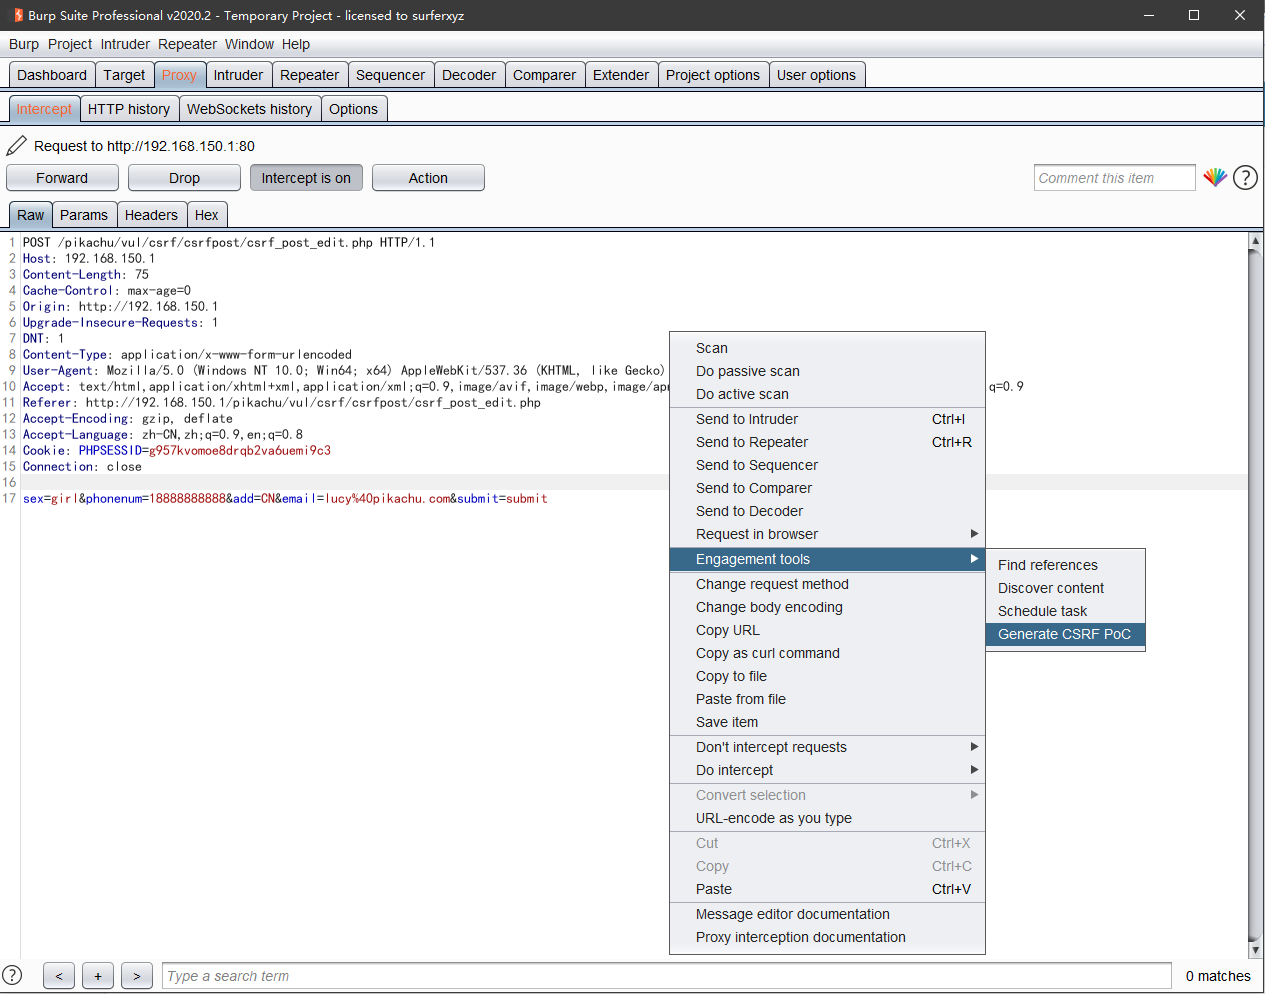 Burp Suite Professional v2020.2 - Temporary Project - licensed to surferxyz
Burp Project Intruder Repeater Window Help
Dashboard Target Proxy Intruder Repeater Sequencer Decoder Comparer Extender Project options User options
Intercept HTTP history WebSockets history Options
Request to http://192.168.150.1:80
Forward Drop Intercept is on Action Comment this item ?
Raw Params Headers Hex
1 POST /pikachu/vul/csrf/csrfpost/csrf_post_edit.php HTTP/1.1
2 Host: 192.168.150.1
3 Content-Length: 75
4 Cache-Control: max-age=0
5 Origin: http://192.168.150.1
6 Upgrade-Insecure-Requests: 1
7 DNT: 1
8 Content-Type: application/x-www-form-urlencoded
9 User-Agent: Mozilla/5.0 (Windows NT 10.0; Win64; x64) AppleWebKit/537.36 (KHTML, like Gecko)
10 Accept: text/html,application/xhtml+xml,application/xml;q=0.9,image/avif,image/webp,image/ap q=0.9
11 Referer: http://192.168.150.1/pikachu/vul/csrf/csrfpost/csrf_post_edit.php
12 Accept-Encoding: gzip, deflate
13 Accept-Language: zh-CN,zh;q=0.9,en;q=0.8
14 Cookie: PHPSESSID=g957kvomoe8drqb2va6uemi9c3
15 Connection: close
16
17 sex=girl&phonenum=18888888888&add=CN&email=lucy%40pikachu.com&submit=submit
Scan
Do passive scan
Do active scan
Send to Intruder Ctrl+I
Send to Repeater Ctrl+R
Send to Sequencer
Send to Comparer
Send to Decoder
Request in browser
Engagement tools
Change request method
Change body encoding
Copy URL
Copy as curl command
Copy to file
Paste from file
Save item
Don't intercept requests
Do intercept
Convert selection
URL-encode as you type
Cut Ctrl+X
Copy Ctrl+C
Paste Ctrl+V
Message editor documentation
Proxy interception documentation
Find references
Discover content
Schedule task
Generate CSRF PoC
? < + > Type a search term 0 matches